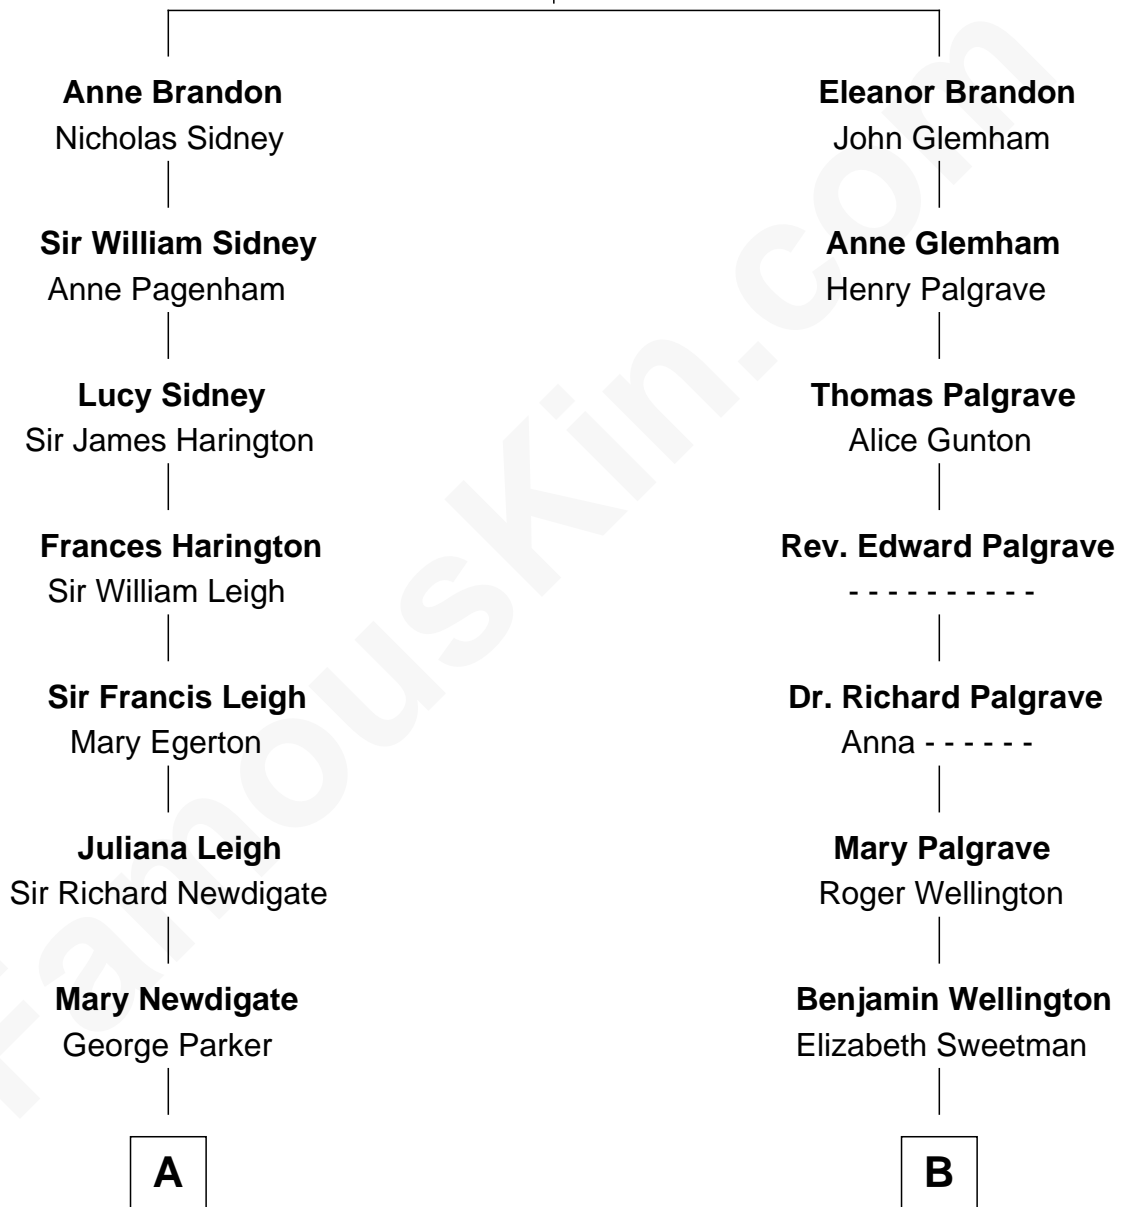 Anne Brandon
Nicholas Sidney
Sir William Sidney
Anne Pagenham
Lucy Sidney
Sir James Harington
Frances Harington
Sir William Leigh
Sir Francis Leigh
Mary Egerton
Juliana Leigh
Sir Richard Newdigate
Mary Newdigate
George Parker
A
Eleanor Brandon
John Glemham
Anne Glemham
Henry Palgrave
Thomas Palgrave
Alice Gunton
Rev. Edward Palgrave
- - - - - - - - - -
Dr. Richard Palgrave
Anna - - - - - -
Mary Palgrave
Roger Wellington
Benjamin Wellington
Elizabeth Sweetman
B
FamousKin.com